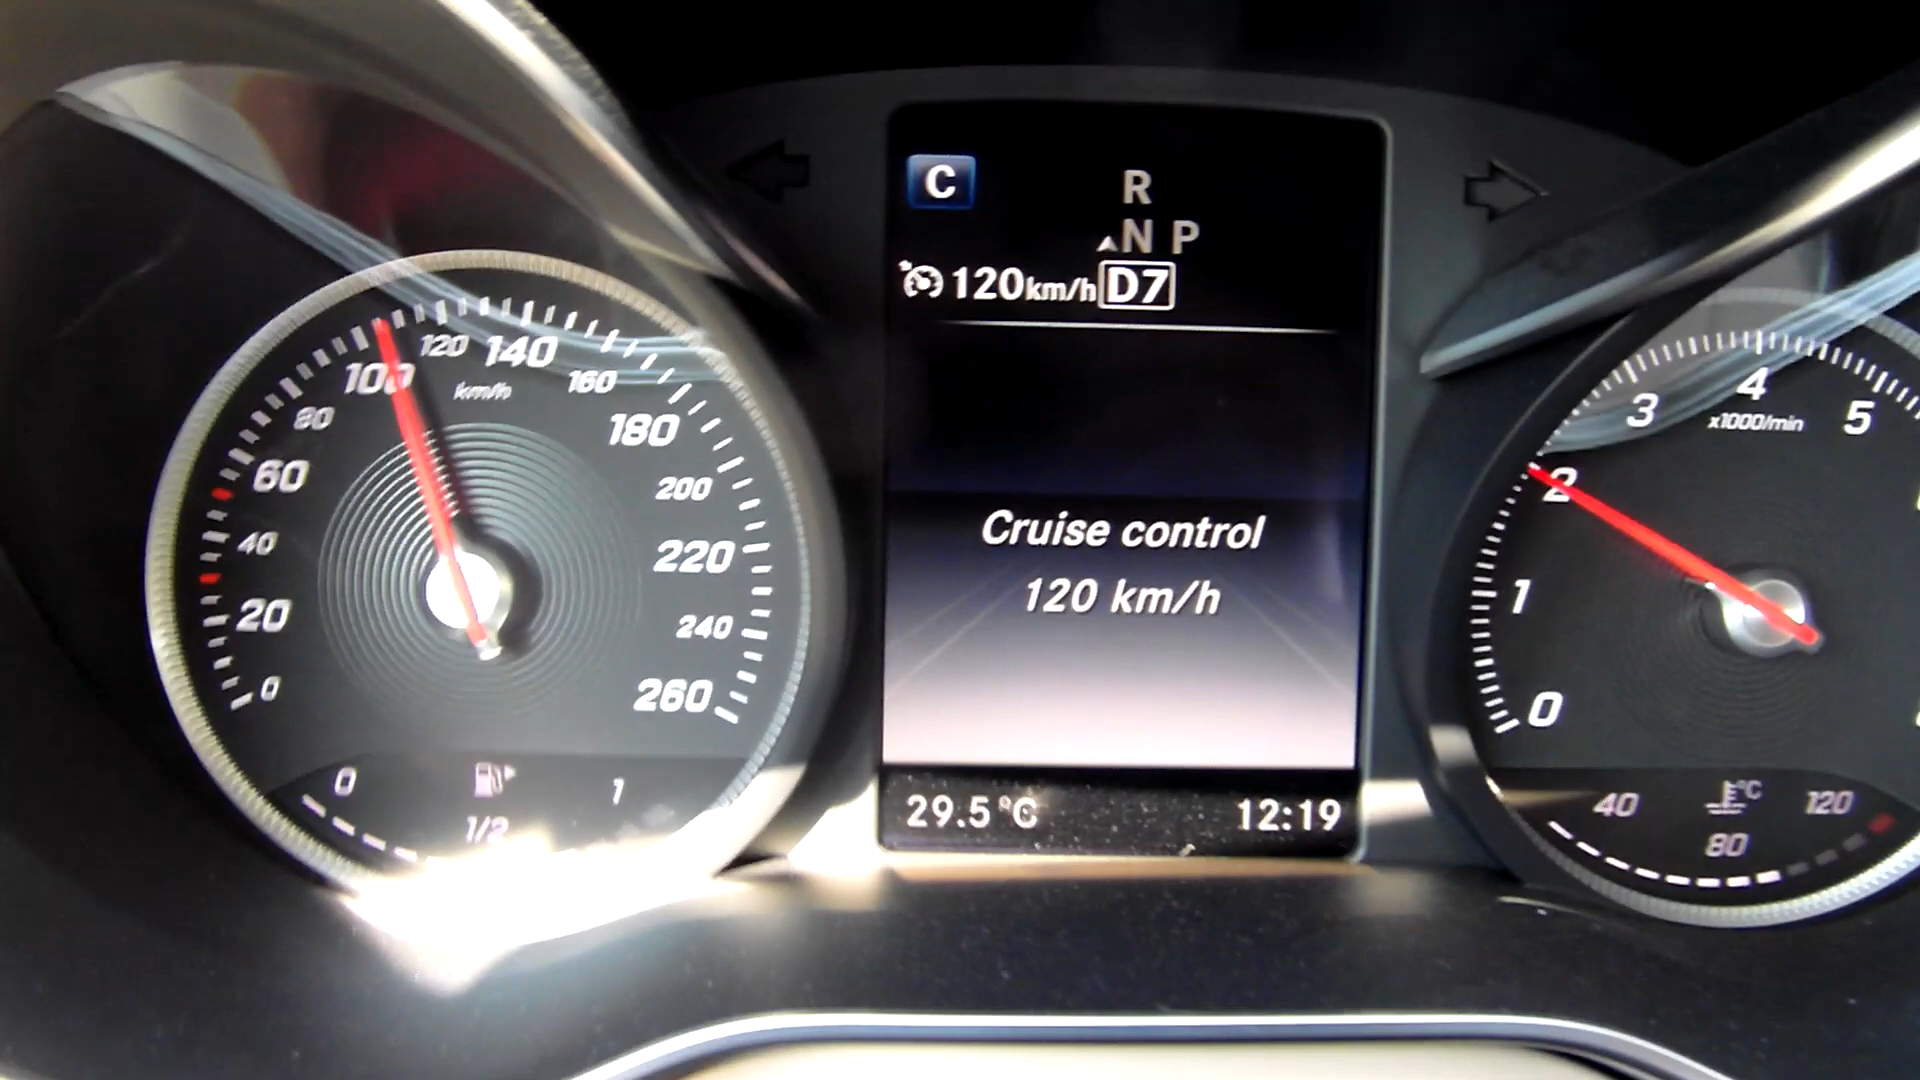 C
R
N P
120km/h D7
Cruise control
120 km/h
29.5°C
12:19
0
20
40
60
80
100
120
140
160
180
200
220
240
260
km/h
0
1/2
1
0
1
2
3
4
5
x1000/min
40
80
120
°C